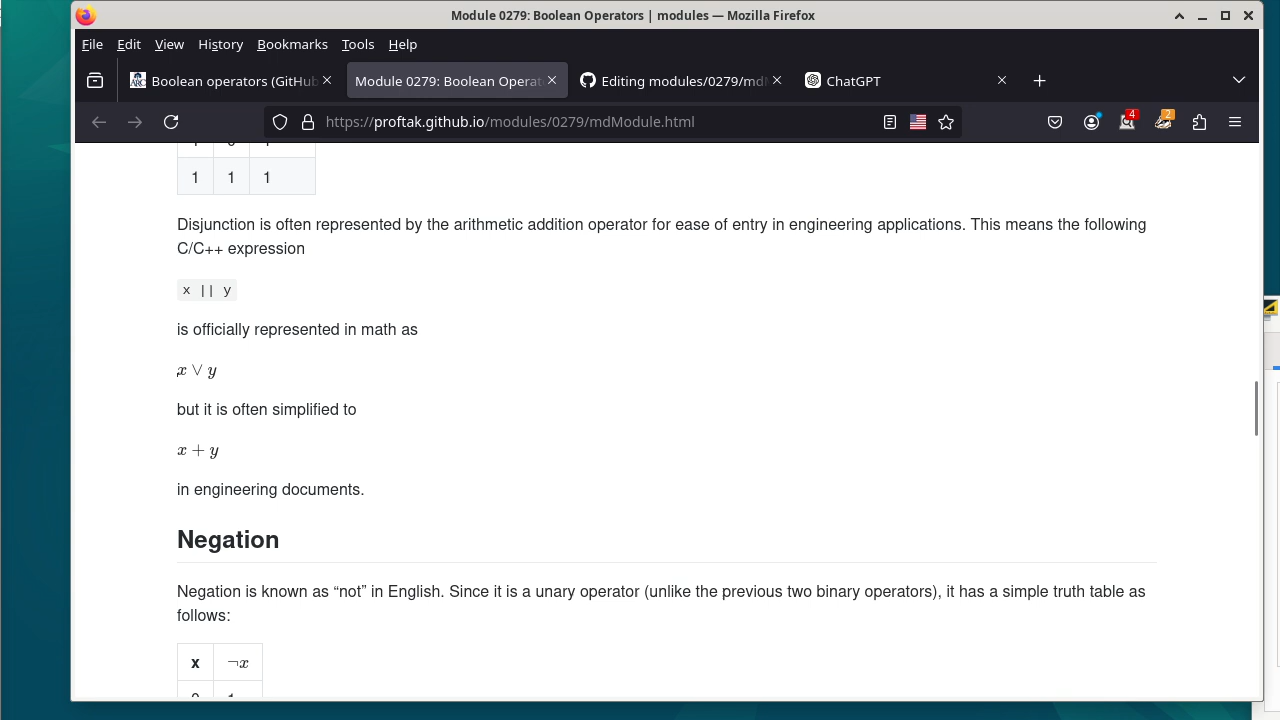 Module 0279: Boolean Operators | modules — Mozilla Firefox
File Edit View History Bookmarks Tools Help
Boolean operators (GitHub
Module 0279: Boolean Operat
Editing modules/0279/md
ChatGPT
https://proftak.github.io/modules/0279/mdModule.html
4
2
1 1 1
Disjunction is often represented by the arithmetic addition operator for ease of entry in engineering applications. This means the following
C/C++ expression
x || y
is officially represented in math as
x ∨ y
but it is often simplified to
x + y
in engineering documents.
Negation
Negation is known as “not” in English. Since it is a unary operator (unlike the previous two binary operators), it has a simple truth table as
follows:
x ¬x